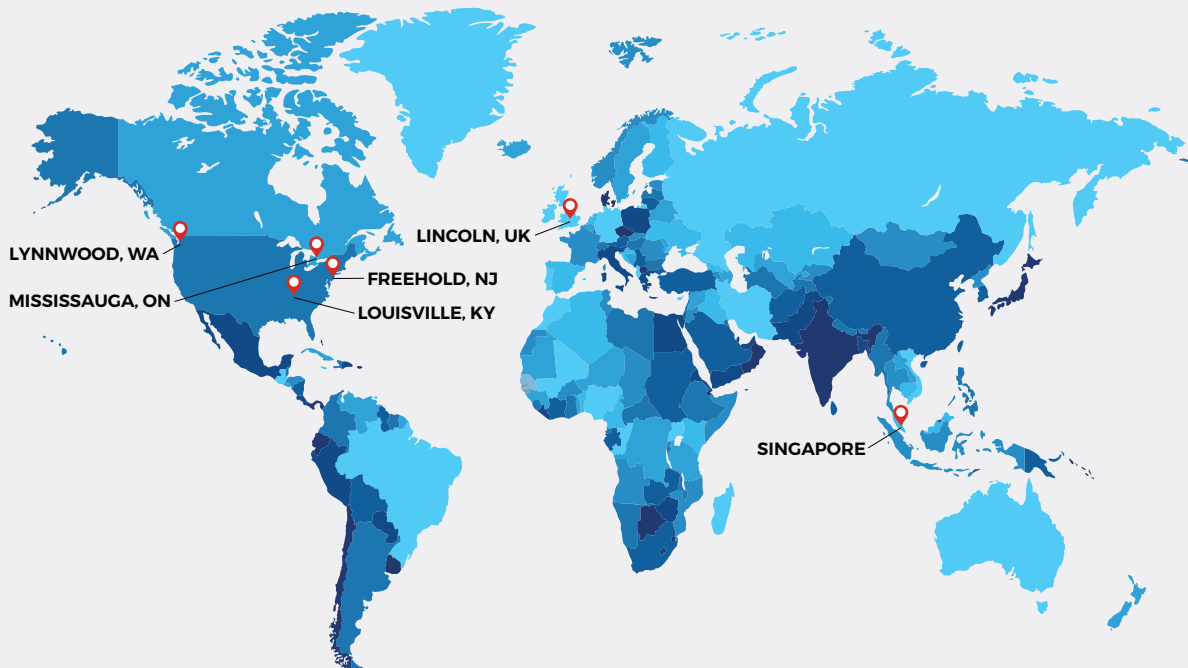 LYNNWOOD, WA
MISSISSAUGA, ON
FREEHOLD, NJ
LOUISVILLE, KY
LINCOLN, UK
SINGAPORE